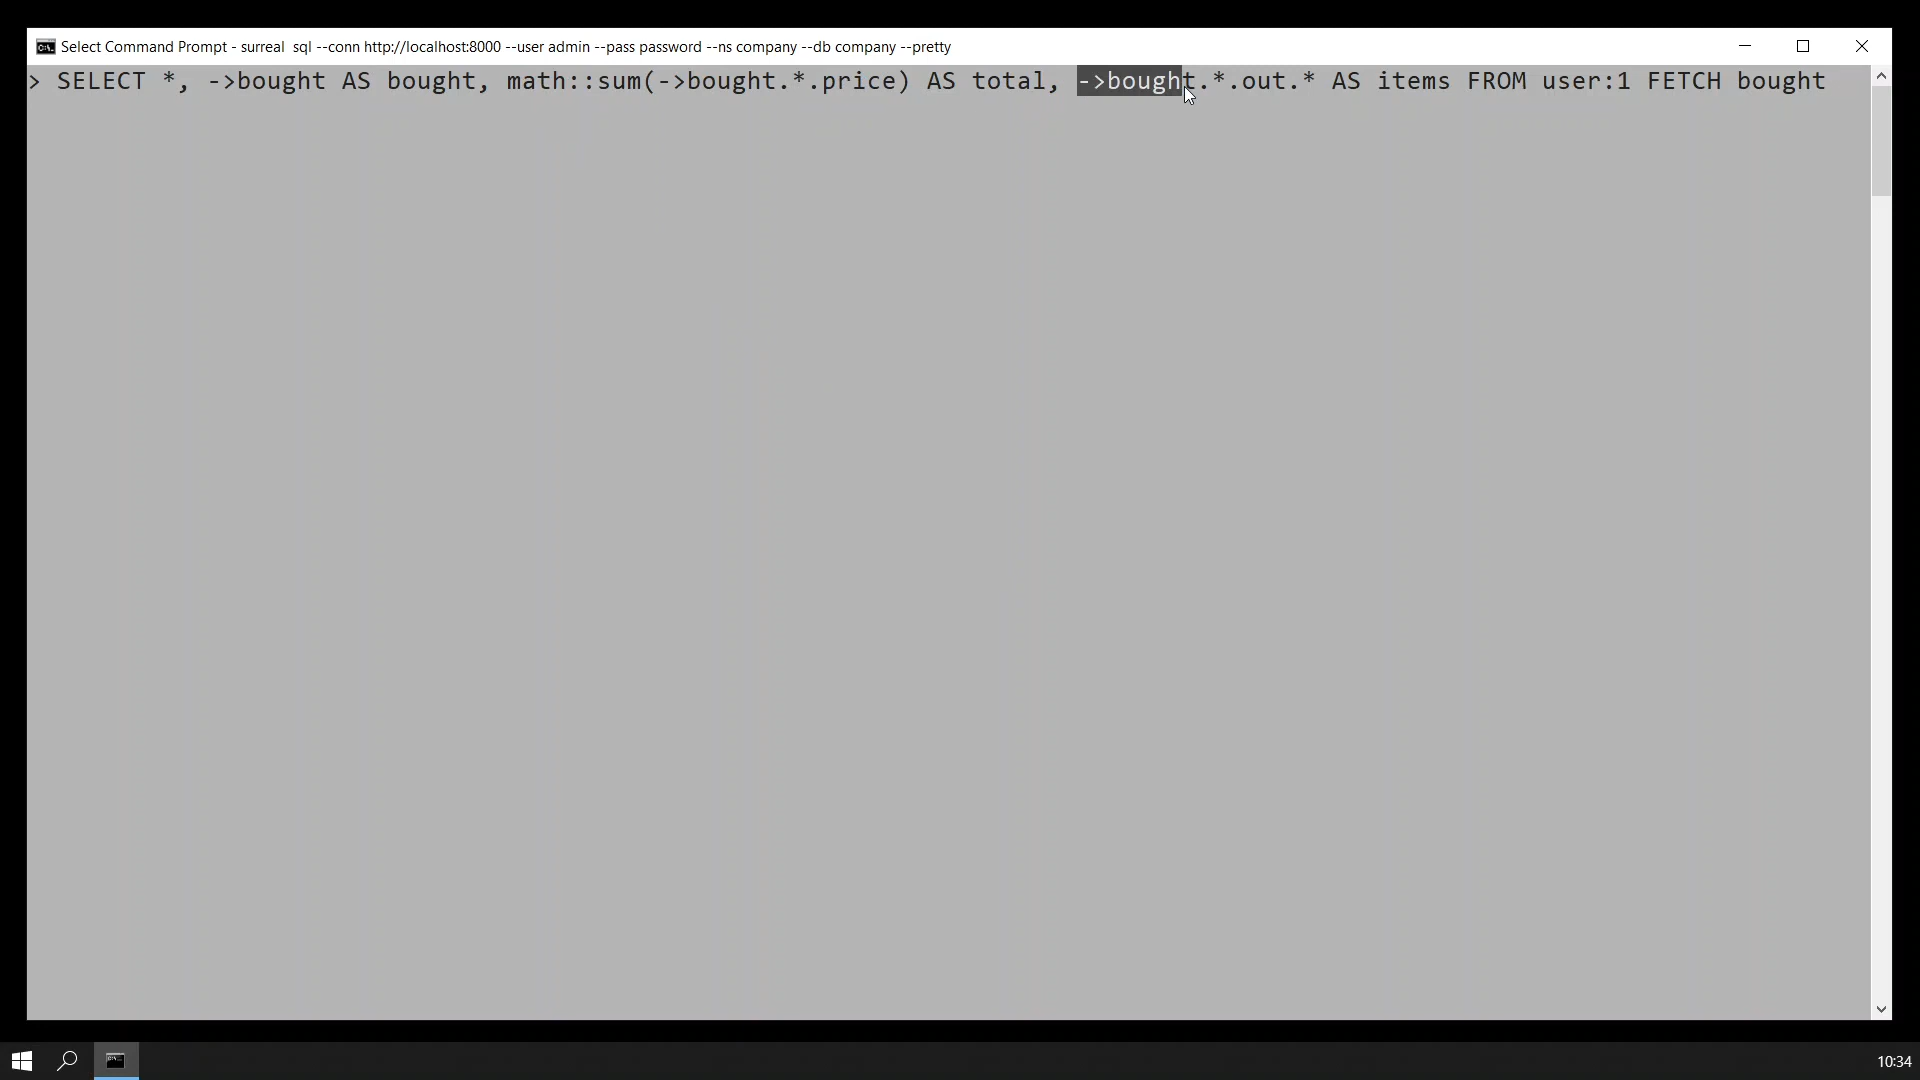 Select Command Prompt - surreal  sql --conn http://localhost:8000 --user admin --pass password --ns company --db company --pretty
> SELECT *, ->bought AS bought, math::sum(->bought.*.price) AS total, ->bought.*.out.* AS items FROM user:1 FETCH bought
10:34